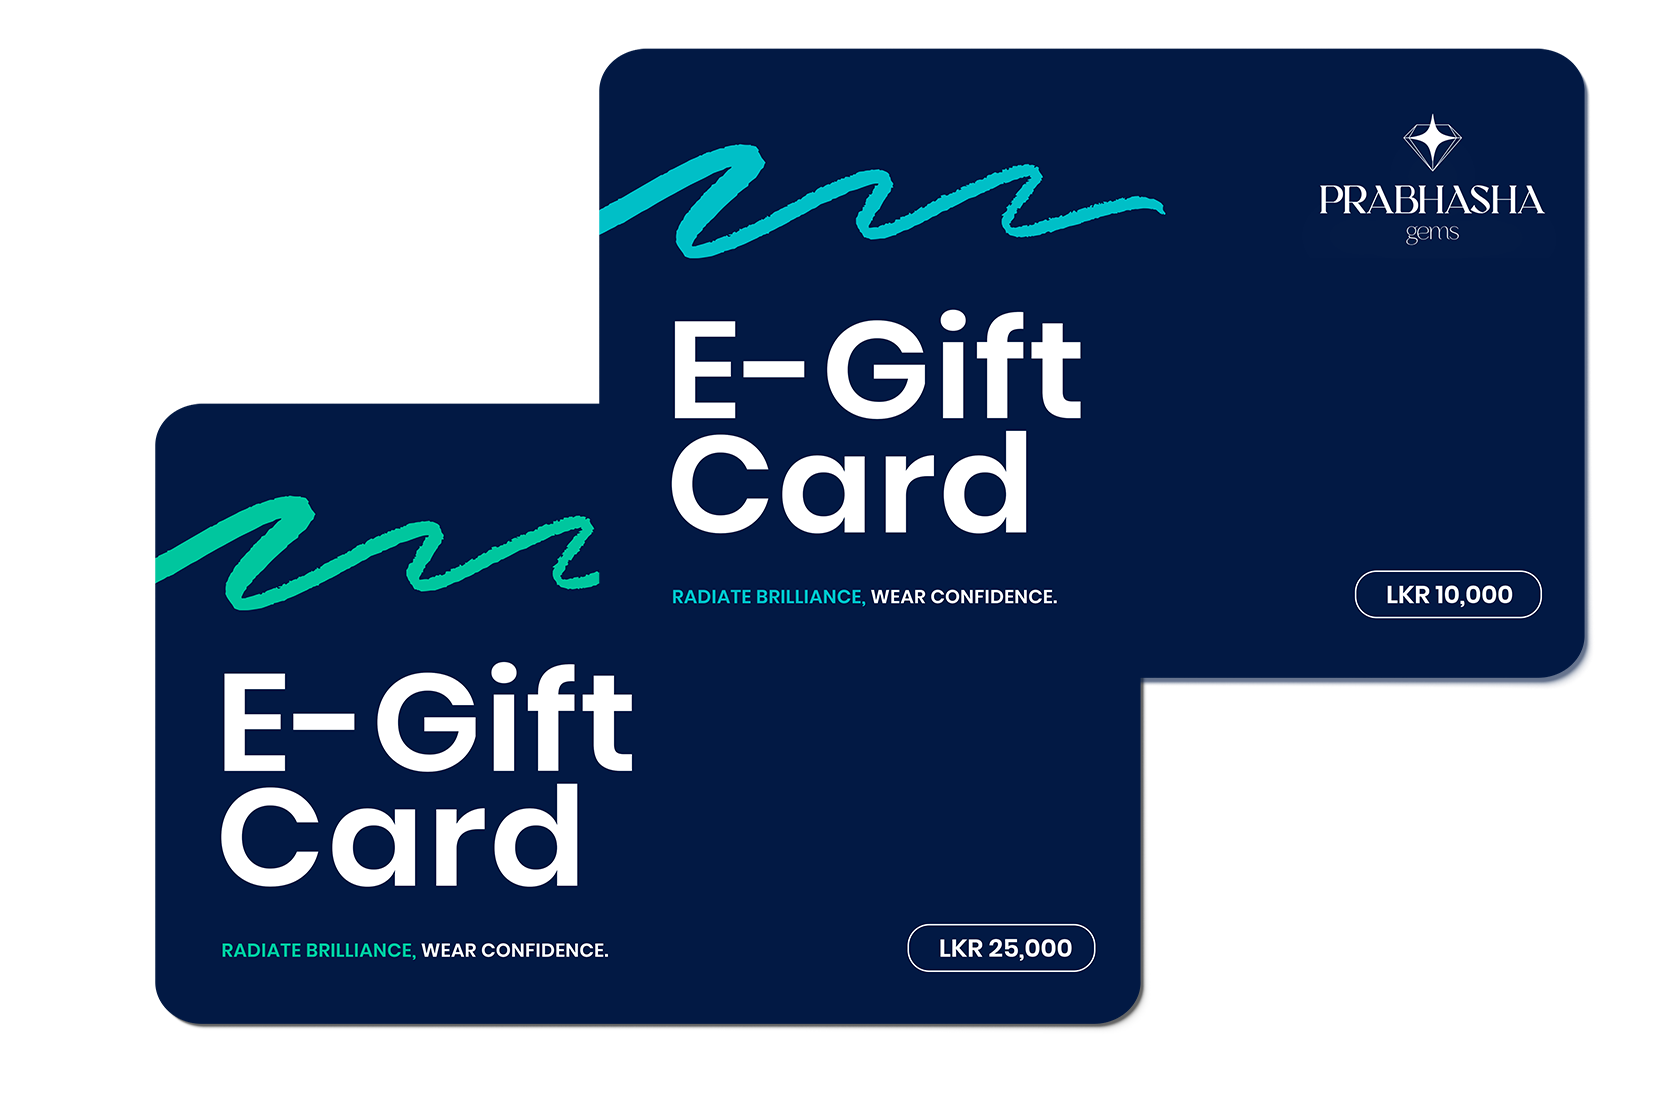 PRABHASHA
gems
E-Gift
Card
RADIATE BRILLIANCE, WEAR CONFIDENCE.
LKR 10,000
E-Gift
Card
RADIATE BRILLIANCE, WEAR CONFIDENCE.
LKR 25,000